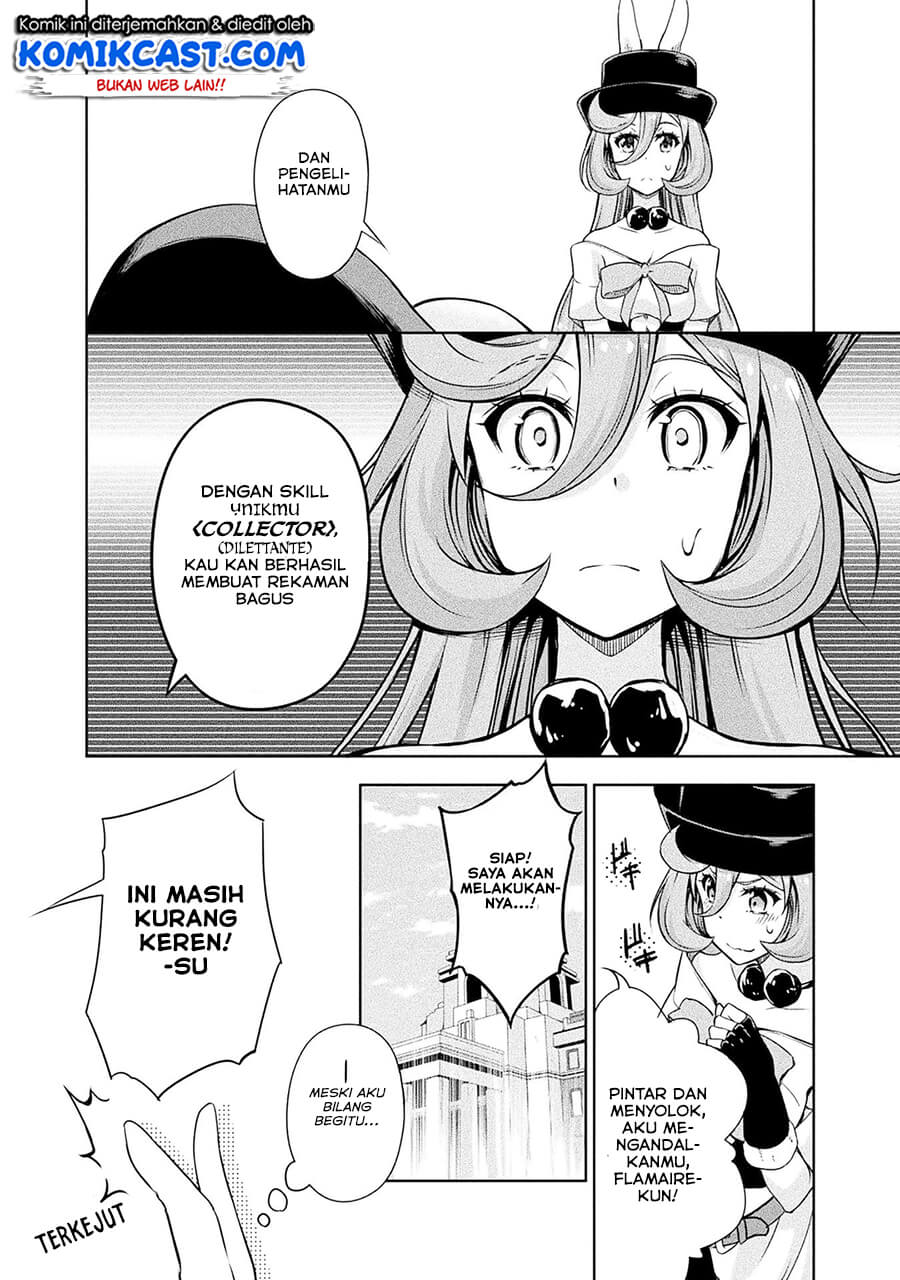 Komik ini diterjemahkan & diedit oleh
KOMIKCAST.COM
BUKAN WEB LAIN!!
DAN
PENGELI-
HATANMU
DENGAN SKILL
UNIKMU
《COLLECTOR》,
(DILETTANTE)
KAU KAN BERHASIL
MEMBUAT REKAMAN
BAGUS
PINTAR DAN
MENYOLOK,
AKU ME-
NGANDAL-
KANMU,
FLAMAIRE-
KUN!
SIAP!
SAYA AKAN
MELAKUKAN-
NYA...!
I
MESKI AKU
BILANG
BEGITU...
INI MASIH
KURANG
KEREN!
-SU
TERKEJUT